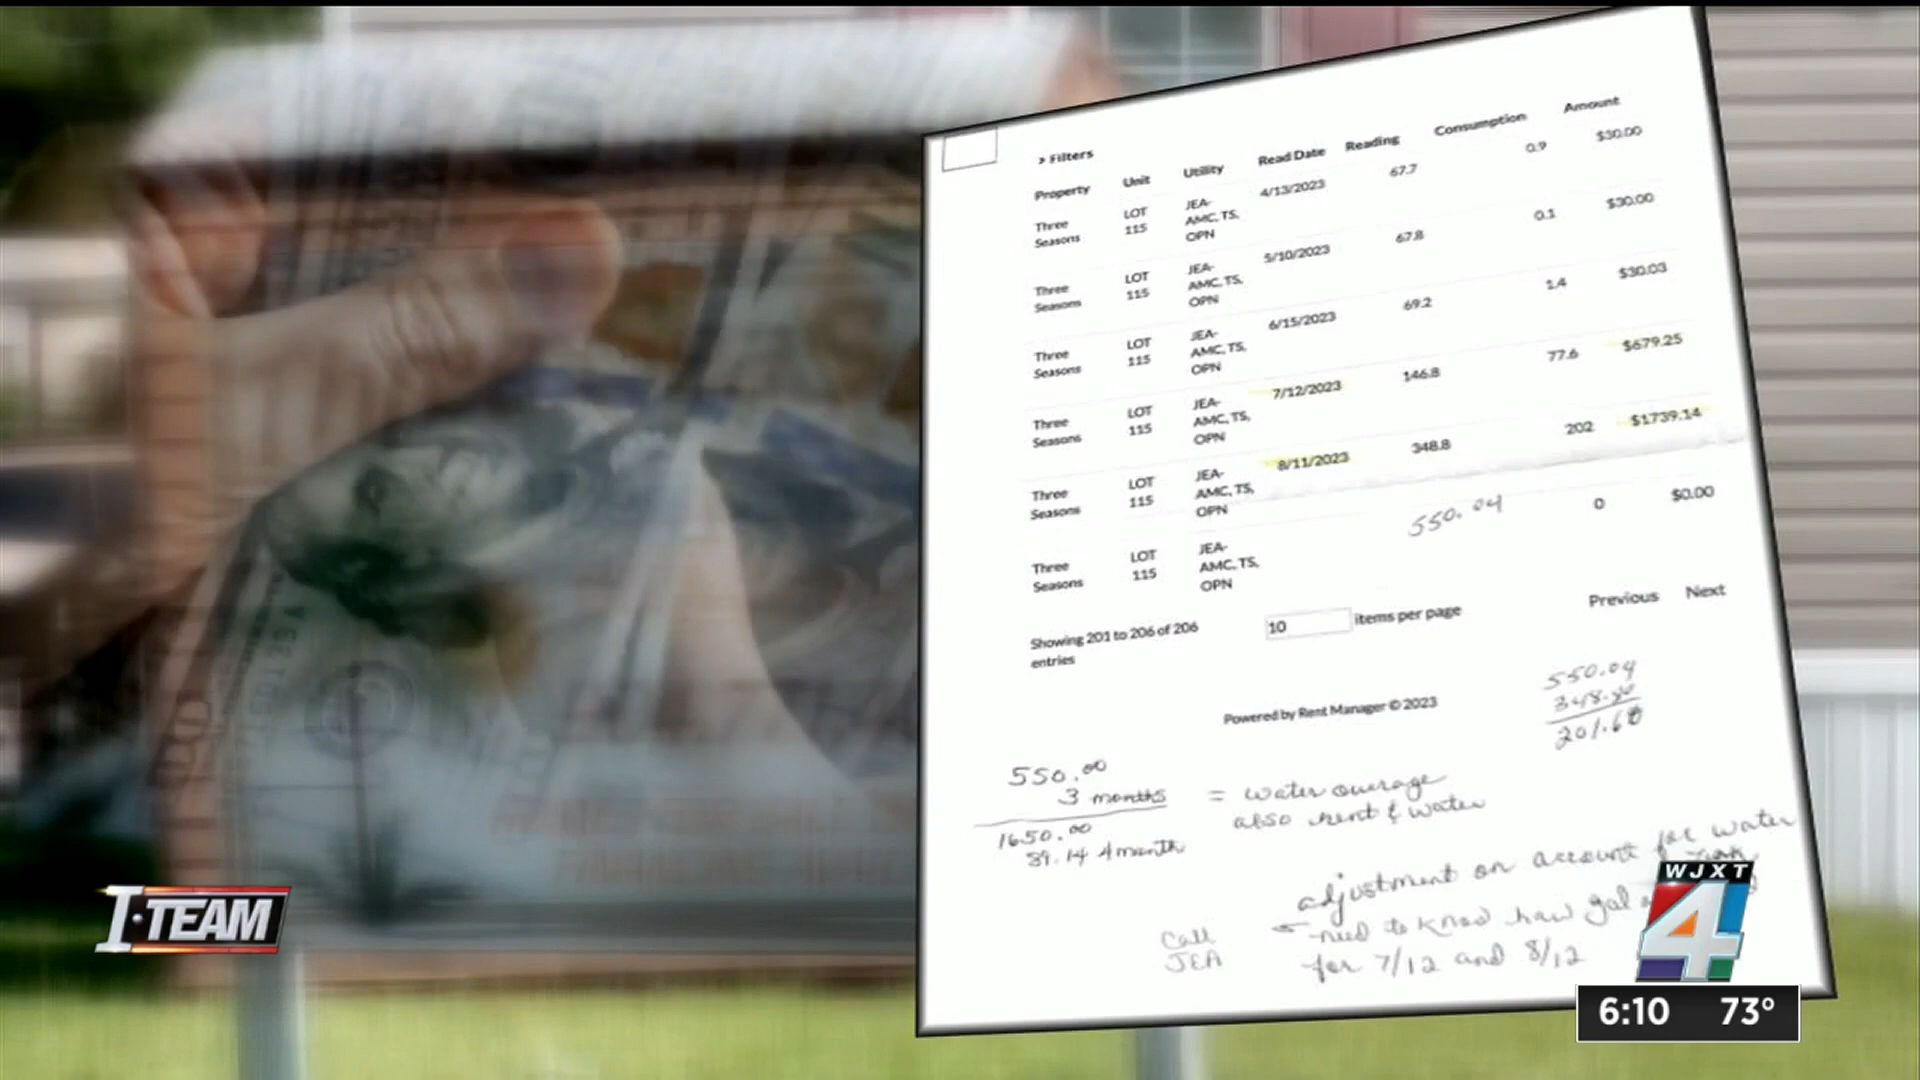 > Filters
Property Unit Utility Read Date Reading Consumption Amount
Three Seasons LOT 115 JEA-AMC, TS, OPN 4/13/2023 67.7 0.9 $30.00
Three Seasons LOT 115 JEA-AMC, TS, OPN 5/10/2023 67.8 0.1 $30.00
Three Seasons LOT 115 JEA-AMC, TS, OPN 6/15/2023 69.2 1.4 $30.03
Three Seasons LOT 115 JEA-AMC, TS, OPN 7/12/2023 146.8 77.6 $679.25
Three Seasons LOT 115 JEA-AMC, TS, OPN 8/11/2023 348.8 202 $1739.14
Three Seasons LOT 115 JEA-AMC, TS, OPN 550.04 0 $0.00
Showing 201 to 206 of 206 entries
10 items per page
Previous Next
Powered by Rent Manager © 2023
550.04
348.80
201.60
550.00
3 months
1650.00
89.14 4 month
= water overage
also rent & water
adjustment on account for water
need to know how gal
for 7/12 and 8/12
Call
JEA
I-TEAM
WJXT
4
6:10 73°